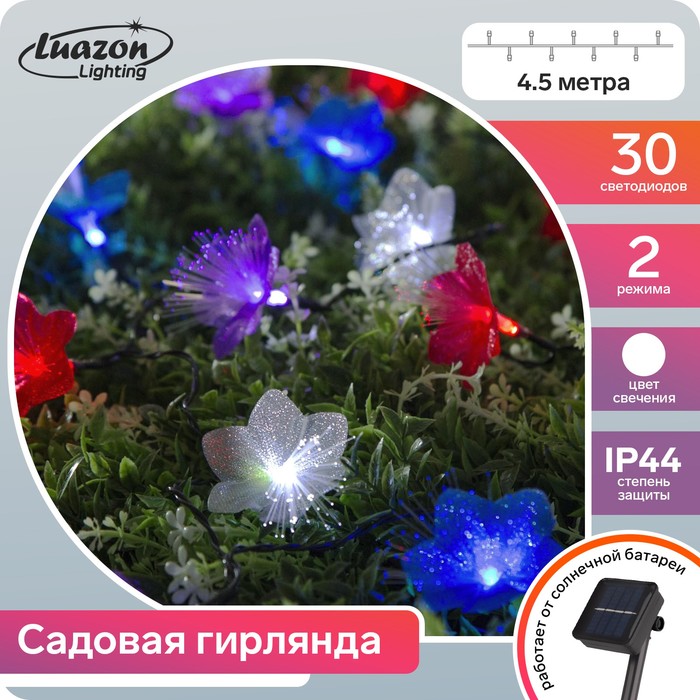 Luazon
Lighting
4.5 метра
30
светодиодов
2
режима
цвет
свечения
IP44
степень
защиты
Работает от солнечной батареи
Садовая гирлянда